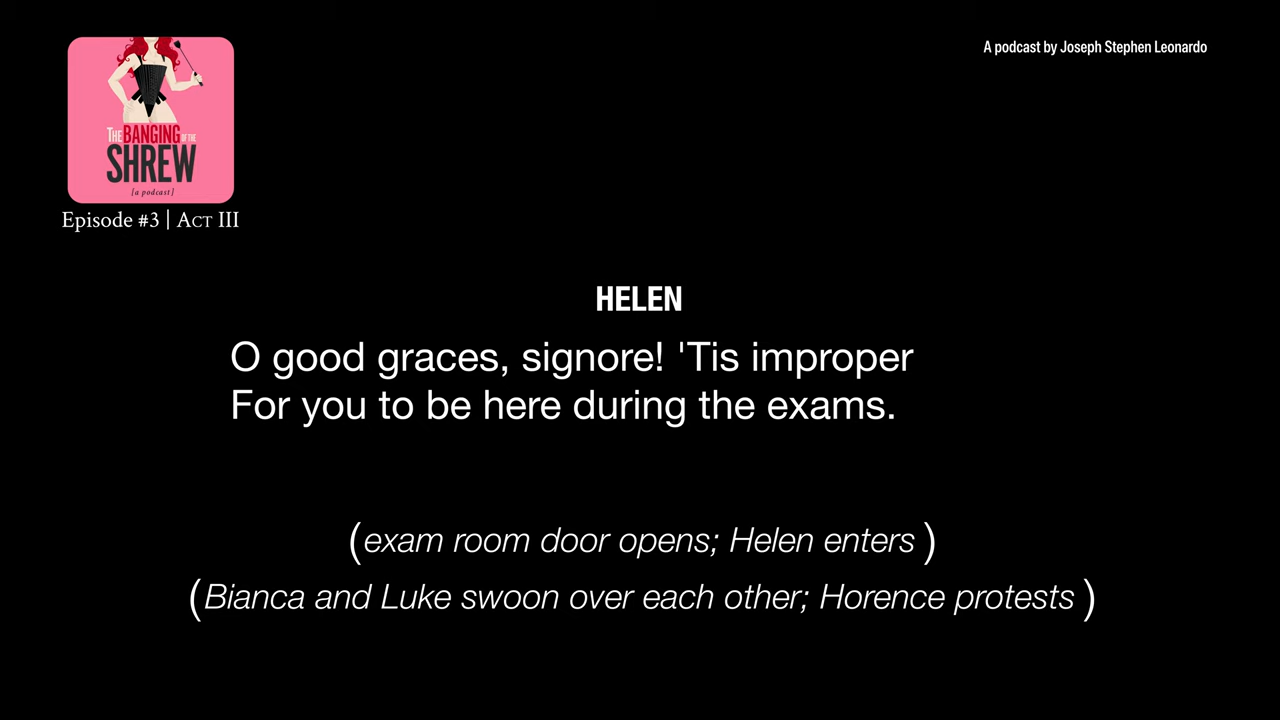 A podcast by Joseph Stephen Leonardo
THE BANGING OF THE
SHREW
[a podcast]
Episode #3 | ACT III
HELEN
O good graces, signore! 'Tis improper
For you to be here during the exams.
(exam room door opens; Helen enters)
(Bianca and Luke swoon over each other; Horence protests)